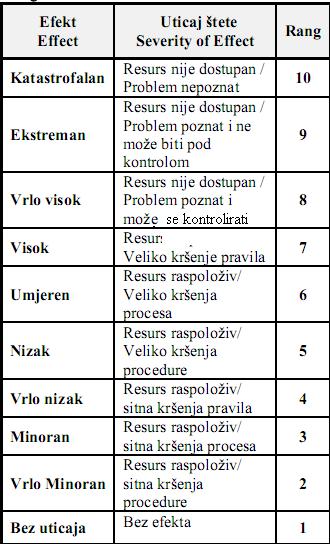 Efekt
Effect
Uticaj štete
Severity of Effect
Rang
Katastrofalan
Resurs nije dostupan /
Problem nepoznat
10
Ekstreman
Resurs nije dostupan /
Problem poznat i ne
može biti pod
kontrolom
9
Vrlo visok
Resurs nije dostupan /
Problem poznat i
može se kontrolirati
8
Visok
Resurs
Veliko kršenje pravila
7
Umjeren
Resurs raspoloživ/
Veliko kršenja
procesa
6
Nizak
Resurs raspoloživ/
Veliko kršenja
procedure
5
Vrlo nizak
Resurs raspoloživ/
sitna kršenja pravila
4
Minoran
Resurs raspoloživ/
sitna kršenja procesa
3
Vrlo Minoran
Resurs raspoloživ/
sitna kršenja
procedure
2
Bez uticaja
Bez efekta
1